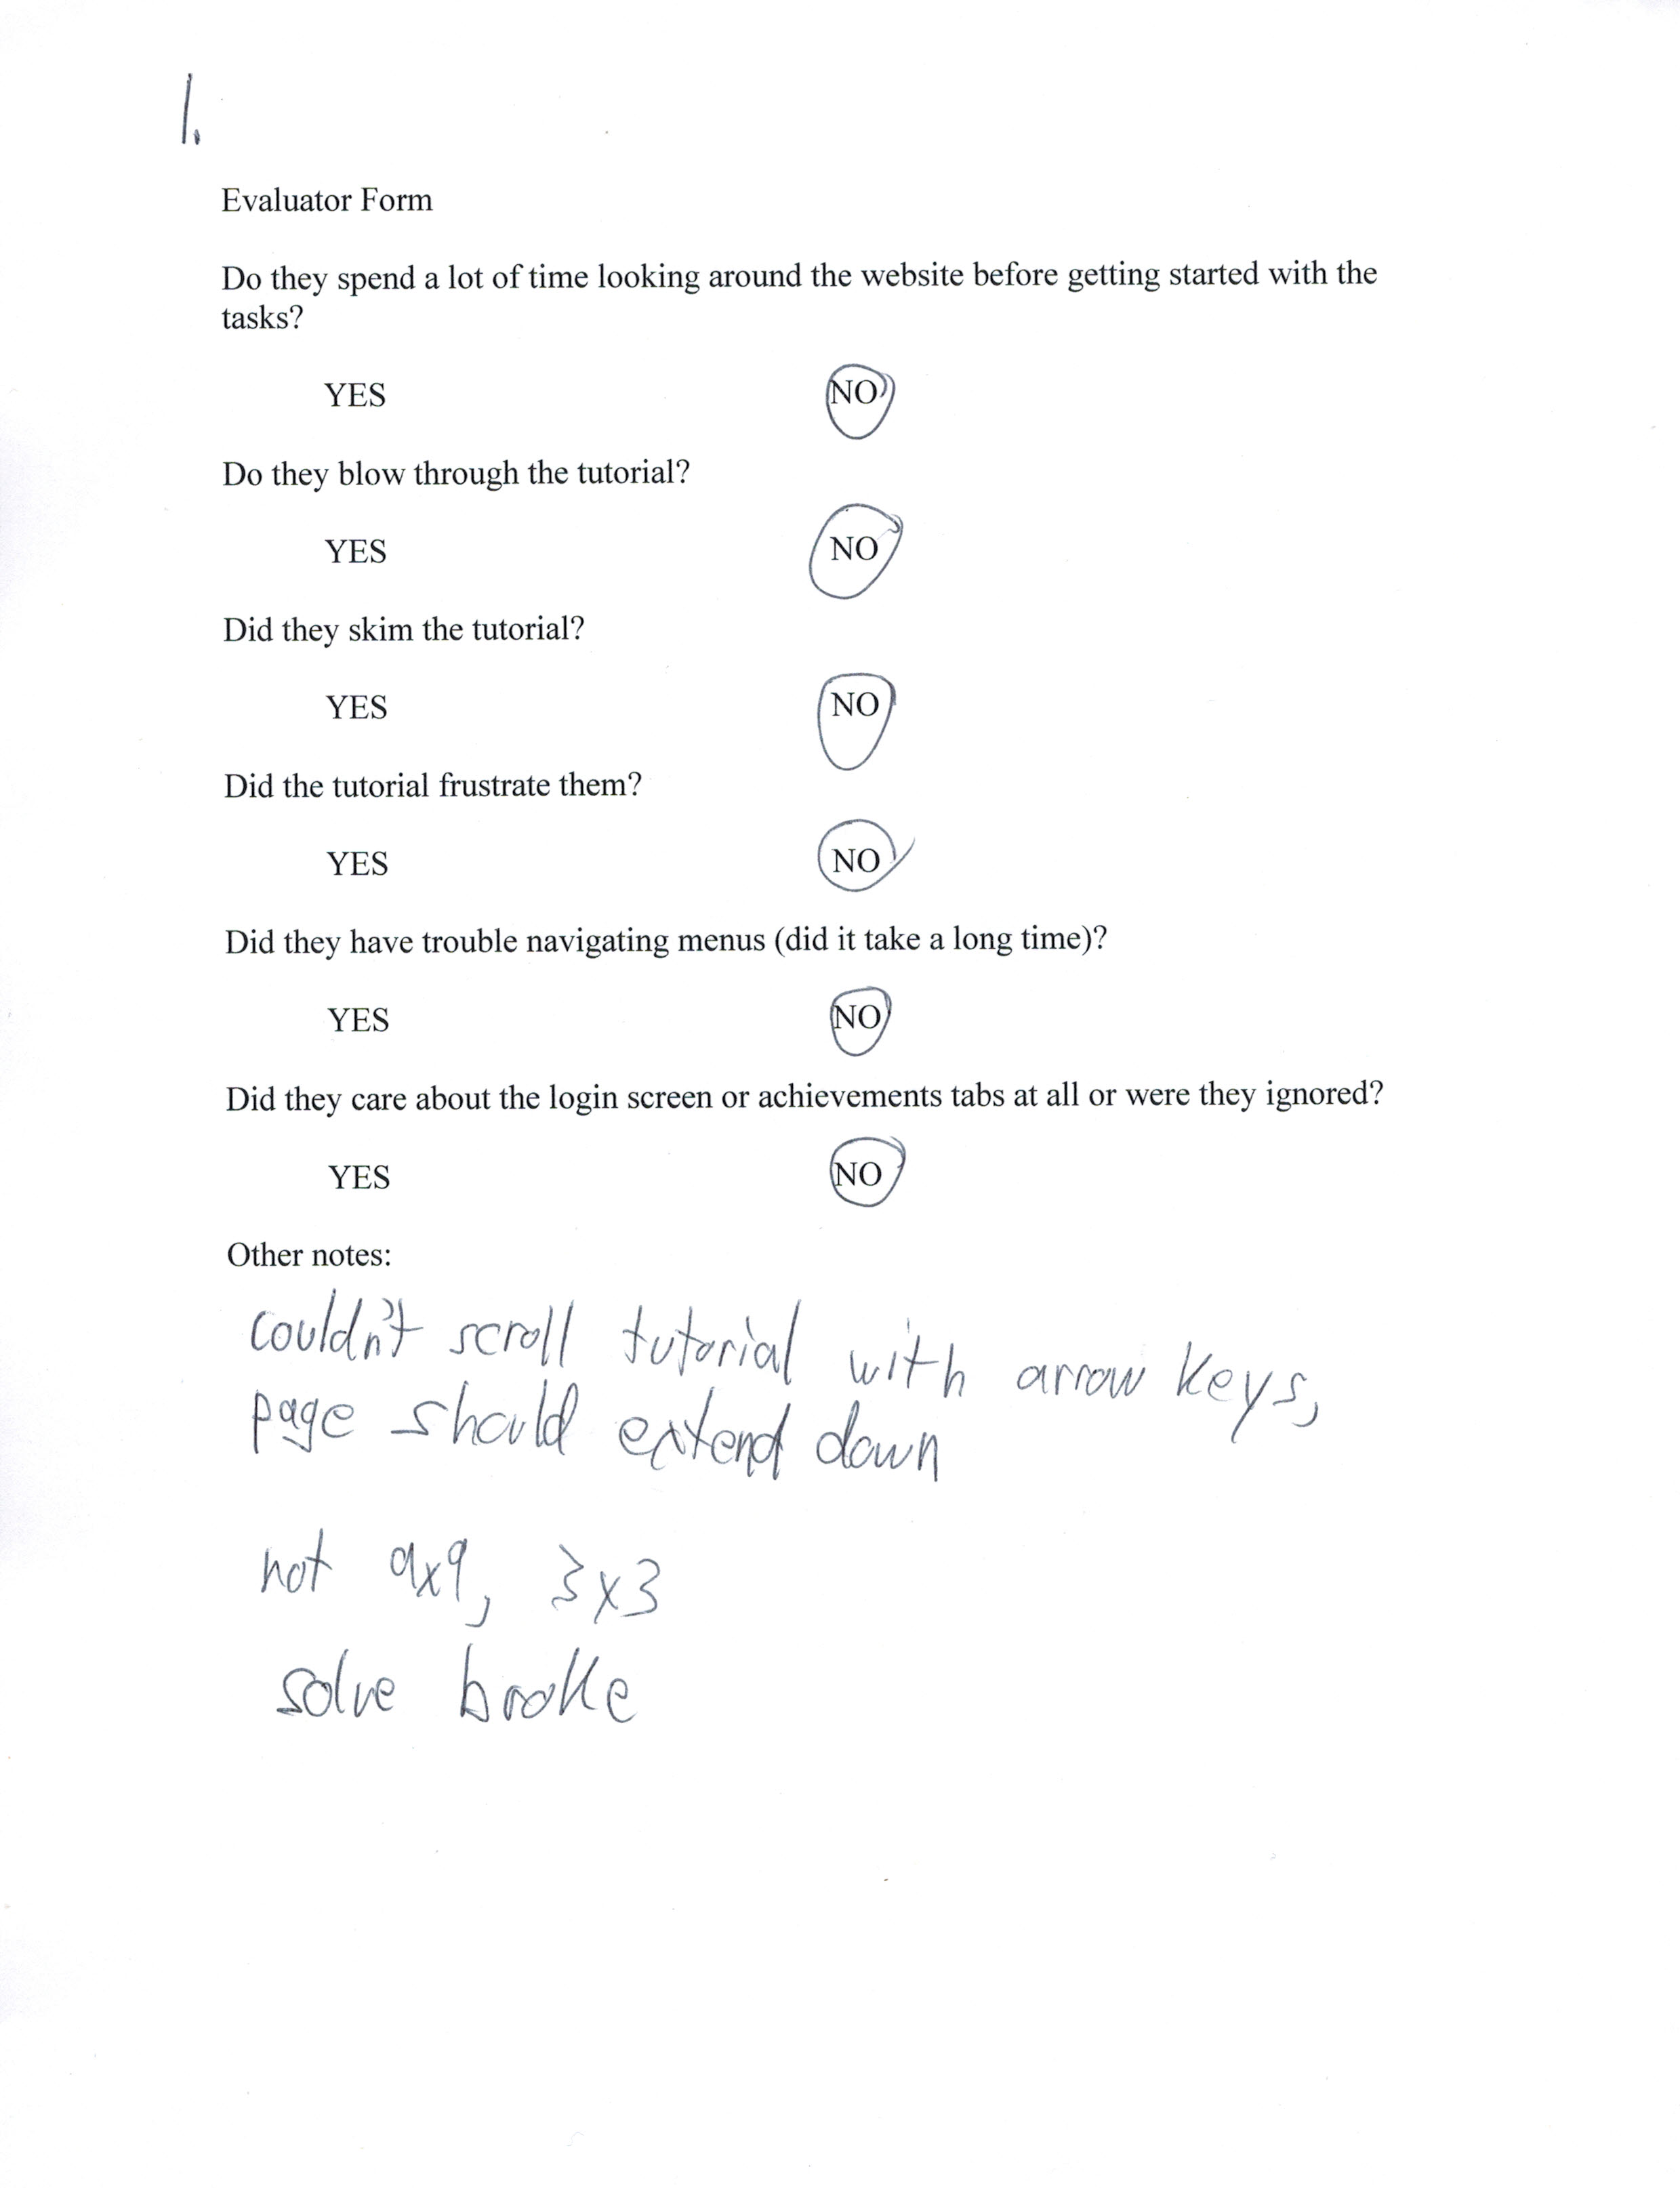 1.
Evaluator Form
Do they spend a lot of time looking around the website before getting started with the
tasks?
YES NO
Do they blow through the tutorial?
YES NO
Did they skim the tutorial?
YES NO
Did the tutorial frustrate them?
YES NO
Did they have trouble navigating menus (did it take a long time)?
YES NO
Did they care about the login screen or achievements tabs at all or were they ignored?
YES NO
Other notes:
couldn't scroll tutorial with arrow keys,
page should extend down
not 9x9, 3x3
solve broke